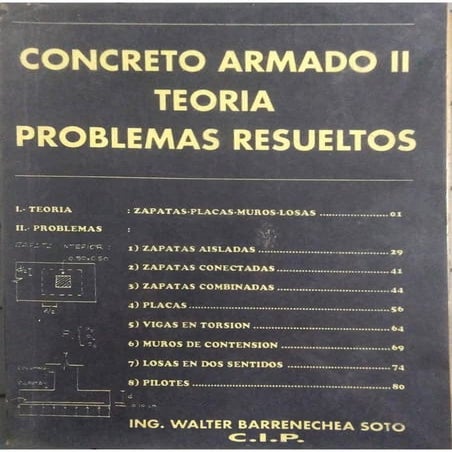 CONCRETO ARMADO II
TEORIA
PROBLEMAS RESUELTOS
I.- TEORIA : ZAPATAS-PLACAS-MUROS-LOSAS ........ 01
II.- PROBLEMAS :
1) ZAPATAS AISLADAS ........ 29
2) ZAPATAS CONECTADAS ........ 41
3) ZAPATAS COMBINADAS ........ 44
4) PLACAS ........ 56
5) VIGAS EN TORSION ........ 64
6) MUROS DE CONTENSION ........ 69
7) LOSAS EN DOS SENTIDOS ........ 74
8) PILOTES ........ 80
ING. WALTER BARRENECHEA SOTO
C.I.P.